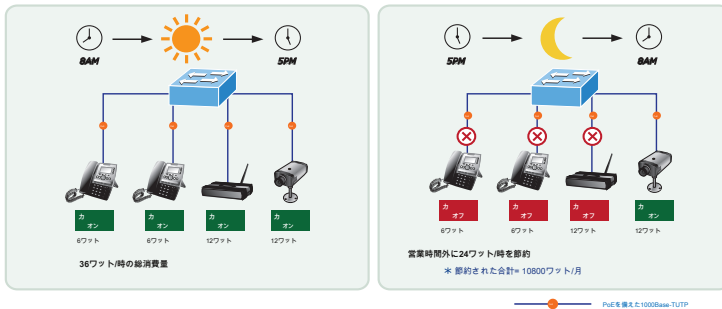 8AM
5PM
カ
オン
カ
オン
カ
オン
カ
オン
6ワット
6ワット
12ワット
12ワット
36ワッ ト/時の総消費量
5PM
8AM
カ
オフ
カ
オフ
カ
オフ
カ
オン
6ワット
6ワット
12ワット
12ワット
営業時間外に24ワット/時を節約
＊ 節約された合計= 10800ワット/月
PoEを備えた1000Base-TUTP